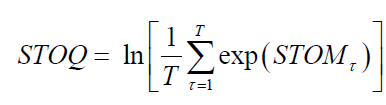 STOQ = ln[1/T ∑_{τ=1}^{T} exp(STOM_τ)]